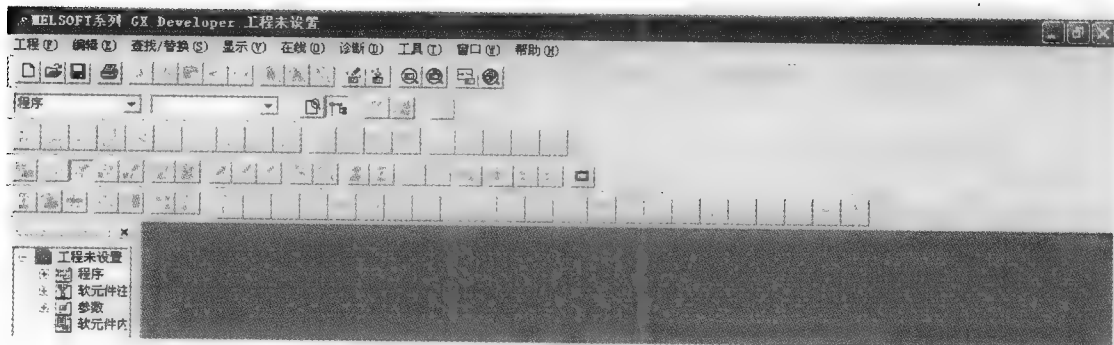 MELSOFT系列 GX Developer 工程未设置
工程(F) 编辑(E) 查找/替换(S) 显示(V) 在线(O) 诊断(D) 工具(T) 窗口(W) 帮助(H)
程序
工程未设置
程序
软元件注
参数
软元件内